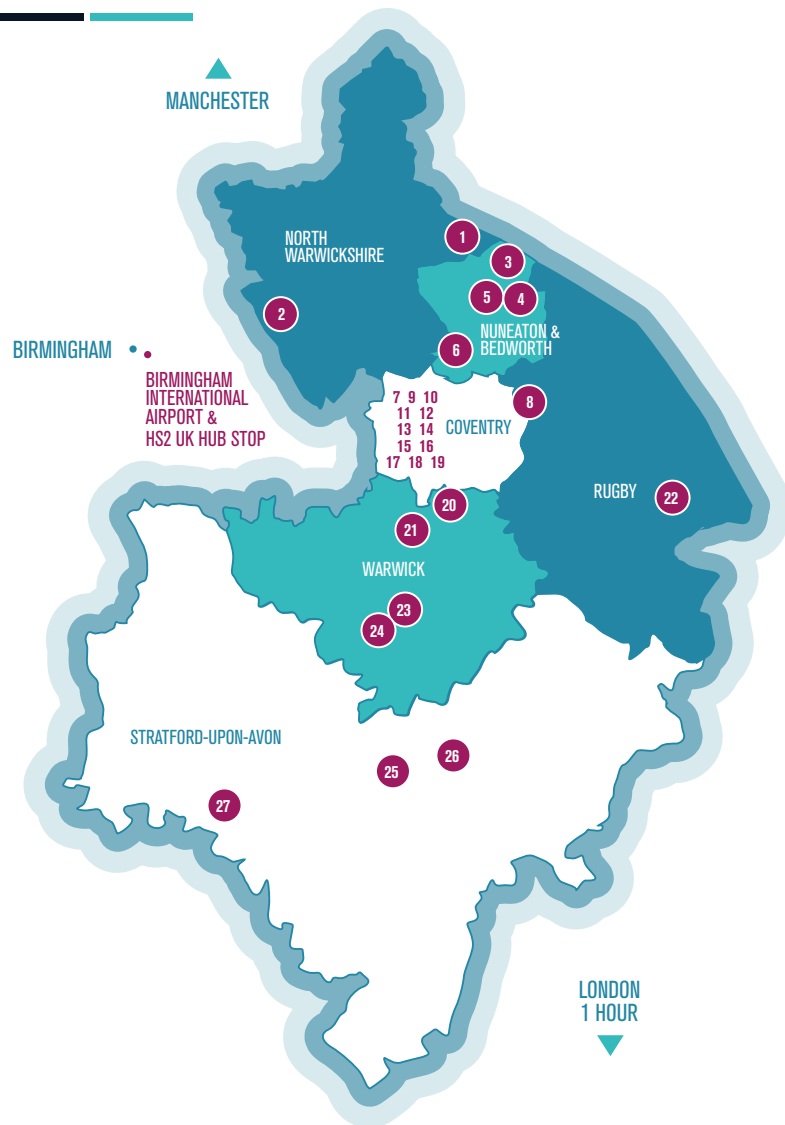 MANCHESTER
NORTH
WARWICKSHIRE
1
3
2
5
4
NUNEATON &
BEDWORTH
6
BIRMINGHAM
BIRMINGHAM
INTERNATIONAL
AIRPORT &
HS2 UK HUB STOP
7 9 10
11 12
13 14
15 16
17 18 19
COVENTRY
8
RUGBY
22
20
21
WARWICK
23
24
STRATFORD-UPON-AVON
26
25
27
LONDON
1 HOUR